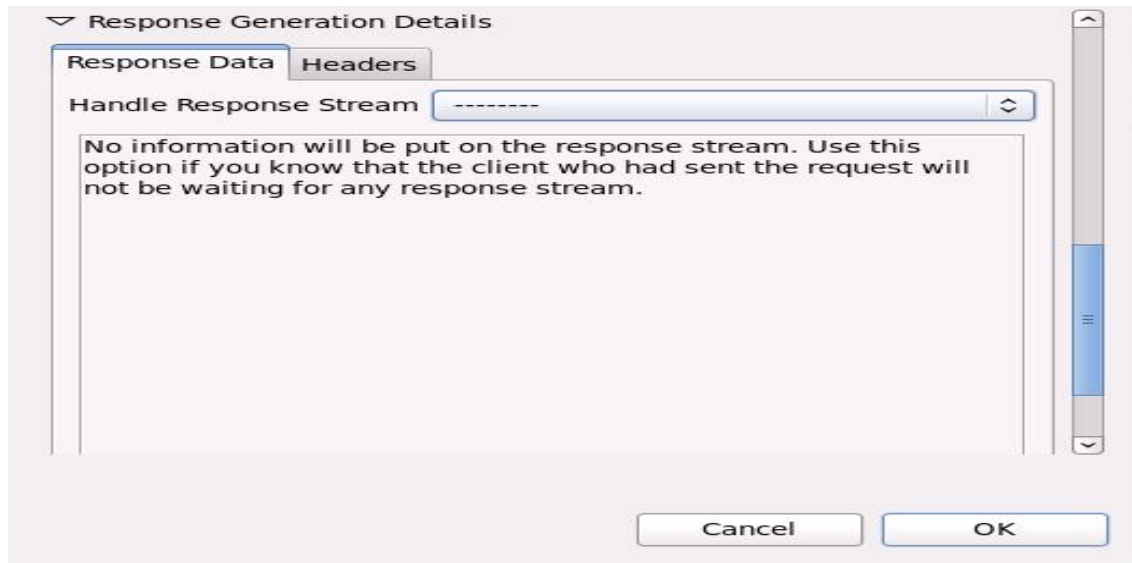 Response Generation Details
Response Data Headers
Handle Response Stream --------
No information will be put on the response stream. Use this
option if you know that the client who had sent the request will
not be waiting for any response stream.
Cancel OK